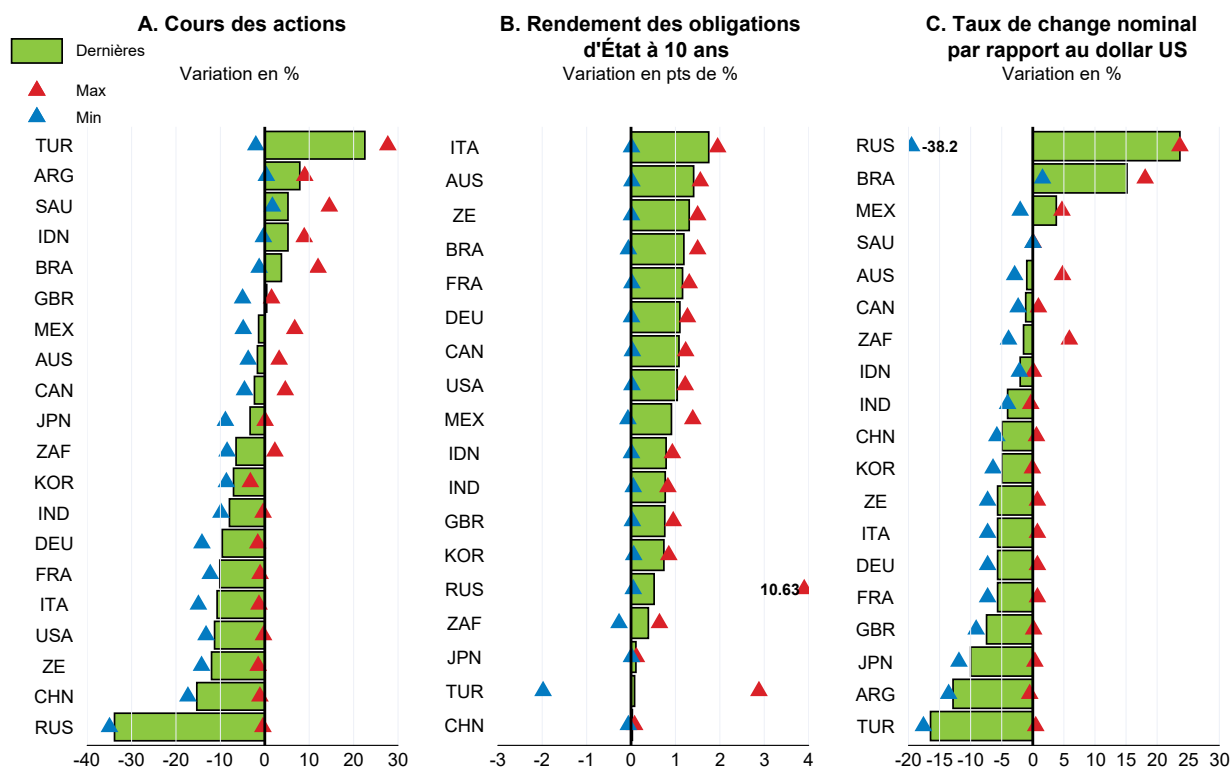 A. Cours des actions
Variation en %
Dernières
Max
Min
TUR
ARG
SAU
IDN
BRA
GBR
MEX
AUS
CAN
JPN
ZAF
KOR
IND
DEU
FRA
ITA
USA
ZE
CHN
RUS
-40 -30 -20 -10 0 10 20 30
B. Rendement des obligations
d'État à 10 ans
Variation en pts de %
ITA
AUS
ZE
BRA
FRA
DEU
CAN
USA
MEX
IDN
IND
GBR
KOR
RUS 10.63
ZAF
JPN
TUR
CHN
-3 -2 -1 0 1 2 3 4
C. Taux de change nominal
par rapport au dollar US
Variation en %
RUS -38.2
BRA
MEX
SAU
AUS
CAN
ZAF
IDN
IND
CHN
KOR
ZE
ITA
DEU
FRA
GBR
JPN
ARG
TUR
-20 -15 -10 -5 0 5 10 15 20 25 30